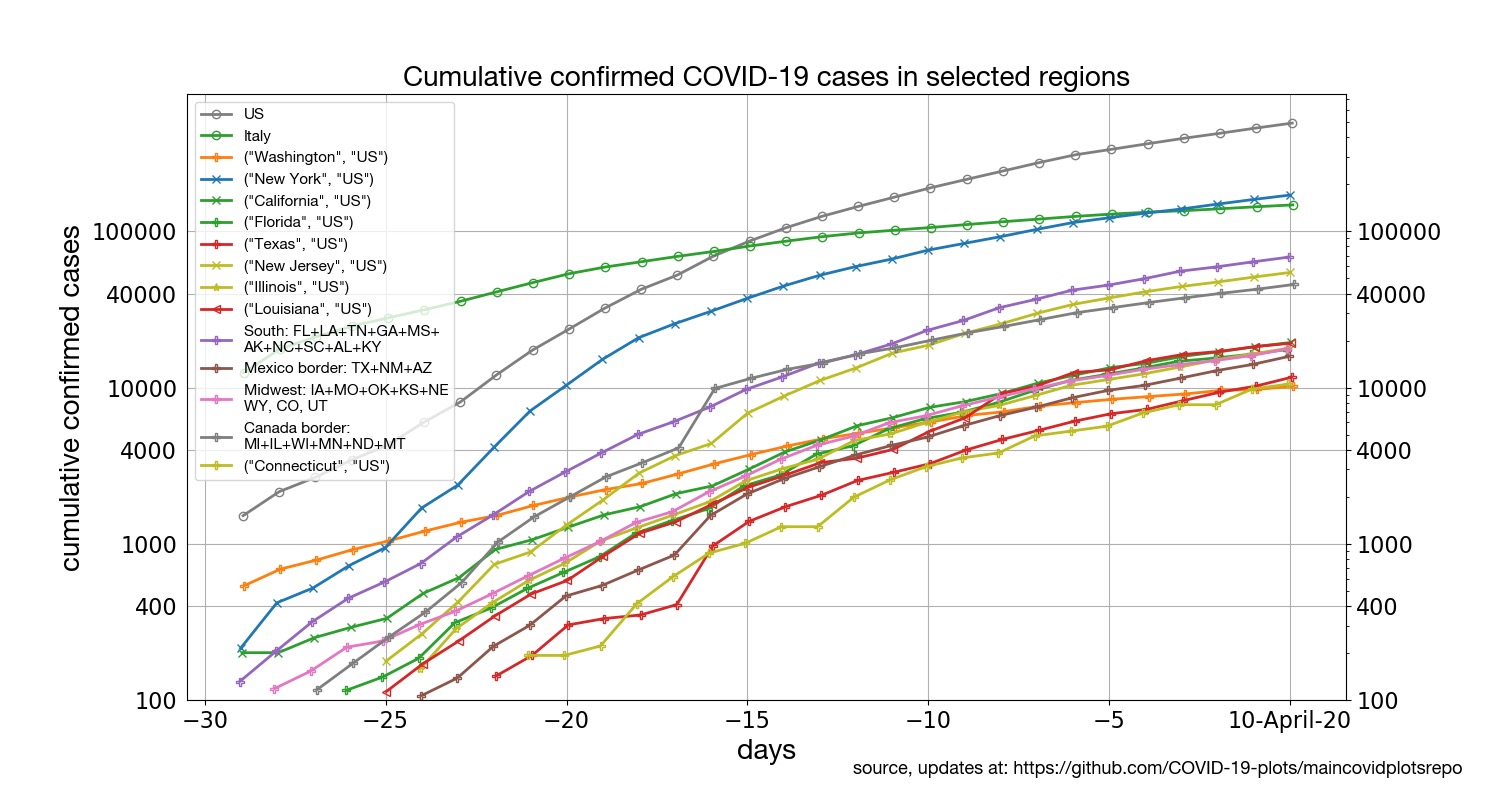 Cumulative confirmed COVID-19 cases in selected regions
US
Italy
("Washington", "US")
("New York", "US")
("California", "US")
("Florida", "US")
("Texas", "US")
("New Jersey", "US")
("Illinois", "US")
("Louisiana", "US")
South: FL+LA+TN+GA+MS+
AK+NC+SC+AL+KY
Mexico border: TX+NM+AZ
Midwest: IA+MO+OK+KS+NE
WY, CO, UT
Canada border:
MI+IL+WI+MN+ND+MT
("Connecticut", "US")
cumulative confirmed cases
100000
40000
10000
4000
1000
400
100
100000
40000
10000
4000
1000
400
100
−30 −25 −20 −15 −10 −5 10-April-20
days
source, updates at: https://github.com/COVID-19-plots/maincovidplotsrepo